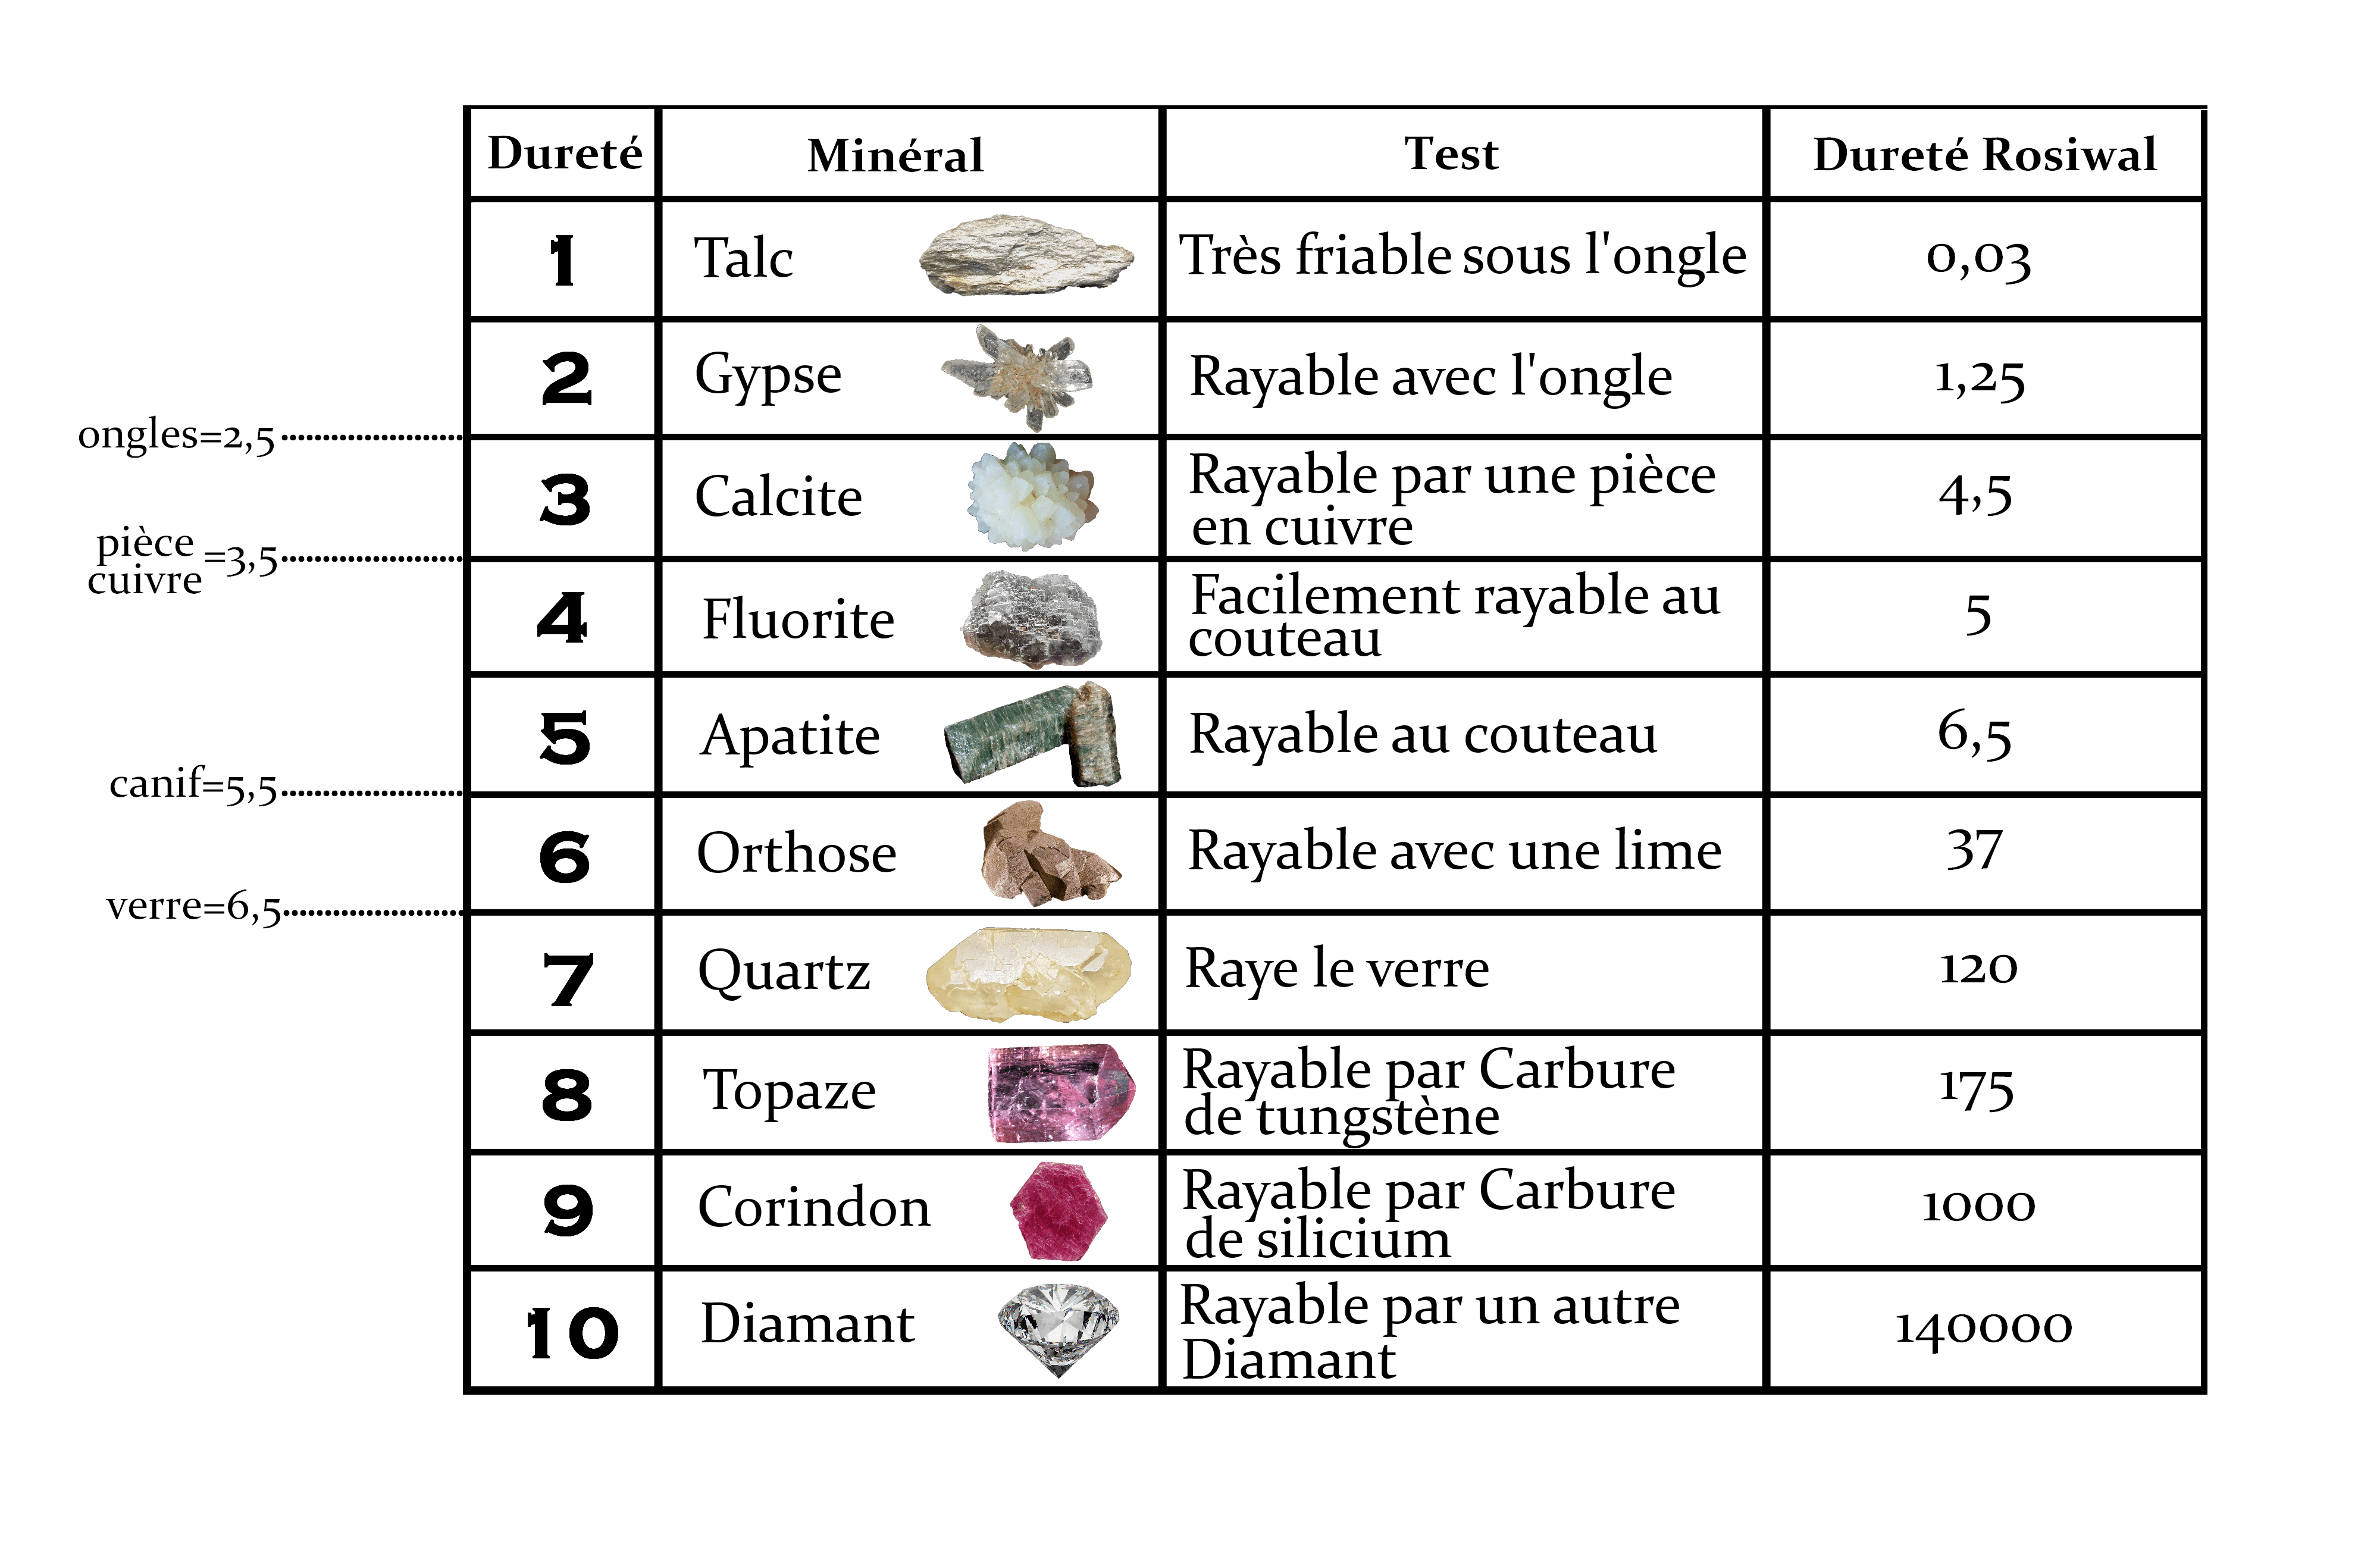 Dureté Minéral Test Dureté Rosiwal
1 Talc Très friable sous l'ongle 0,03
2 Gypse Rayable avec l'ongle 1,25
ongles=2,5
3 Calcite Rayable par une pièce
en cuivre 4,5
pièce
cuivre =3,5
4 Fluorite Facilement rayable au
couteau 5
5 Apatite Rayable au couteau 6,5
canif=5,5
6 Orthose Rayable avec une lime 37
verre=6,5
7 Quartz Raye le verre 120
8 Topaze Rayable par Carbure
de tungstène 175
9 Corindon Rayable par Carbure
de silicium 1000
10 Diamant Rayable par un autre
Diamant 140000